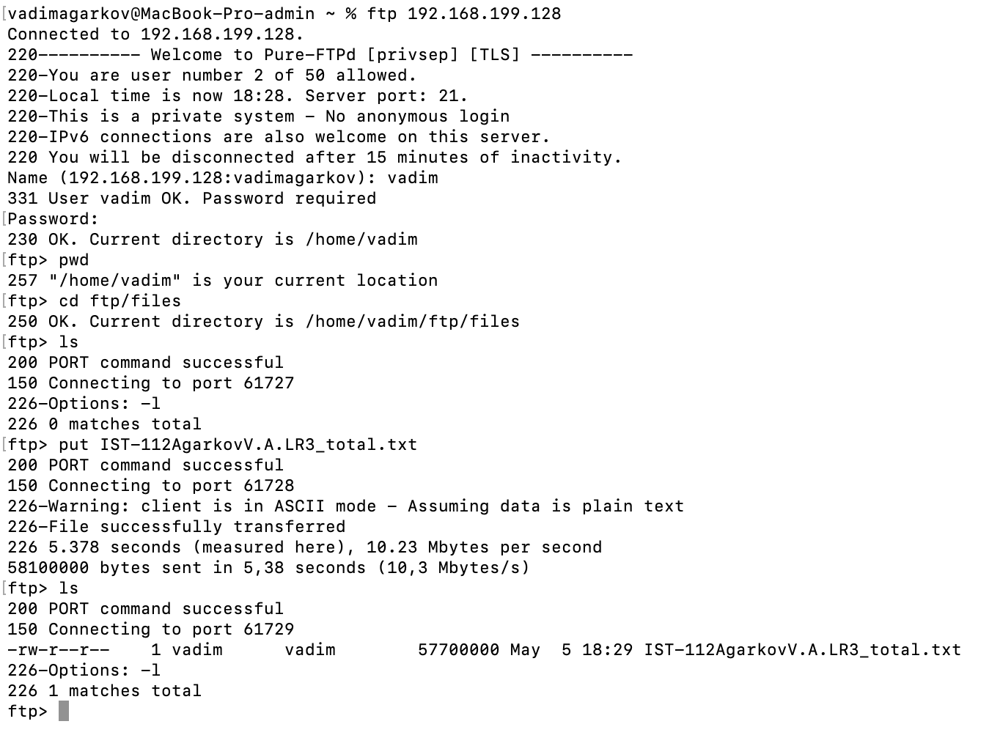 [vadimagarkov@MacBook-Pro-admin ~ % ftp 192.168.199.128
Connected to 192.168.199.128.
220---------- Welcome to Pure-FTPd [privsep] [TLS] ----------
220-You are user number 2 of 50 allowed.
220-Local time is now 18:28. Server port: 21.
220-This is a private system - No anonymous login
220-IPv6 connections are also welcome on this server.
220 You will be disconnected after 15 minutes of inactivity.
Name (192.168.199.128:vadimagarkov): vadim
331 User vadim OK. Password required
[Password:
230 OK. Current directory is /home/vadim
[ftp> pwd
257 "/home/vadim" is your current location
[ftp> cd ftp/files
250 OK. Current directory is /home/vadim/ftp/files
[ftp> ls
200 PORT command successful
150 Connecting to port 61727
226-Options: -l
226 0 matches total
[ftp> put IST-112AgarkovV.A.LR3_total.txt
200 PORT command successful
150 Connecting to port 61728
226-Warning: client is in ASCII mode - Assuming data is plain text
226-File successfully transferred
226 5.378 seconds (measured here), 10.23 Mbytes per second
58100000 bytes sent in 5,38 seconds (10,3 Mbytes/s)
[ftp> ls
200 PORT command successful
150 Connecting to port 61729
-rw-r--r--    1 vadim      vadim        57700000 May  5 18:29 IST-112AgarkovV.A.LR3_total.txt
226-Options: -l
226 1 matches total
ftp>